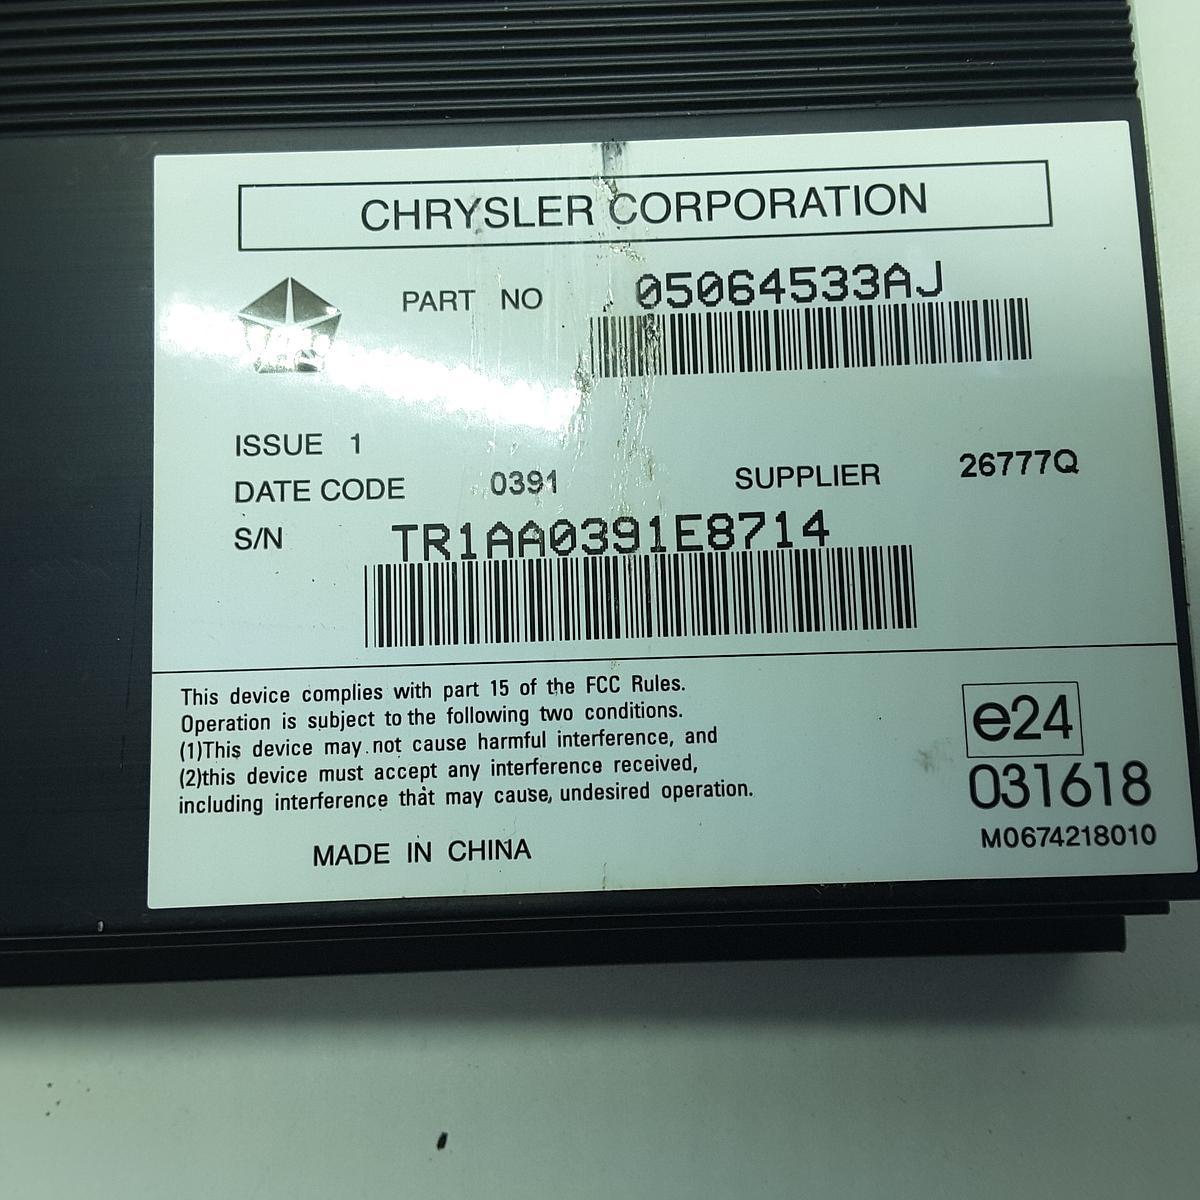 CHRYSLER CORPORATION
PART NO 05064533AJ
ISSUE 1
DATE CODE 0391 SUPPLIER 26777Q
S/N TR1AA0391E8714
This device complies with part 15 of the FCC Rules.
Operation is subject to the following two conditions.
(1)This device may not cause harmful interference, and
(2)this device must accept any interference received,
including interference that may cause, undesired operation.
MADE IN CHINA
e24
031618
M0674218010